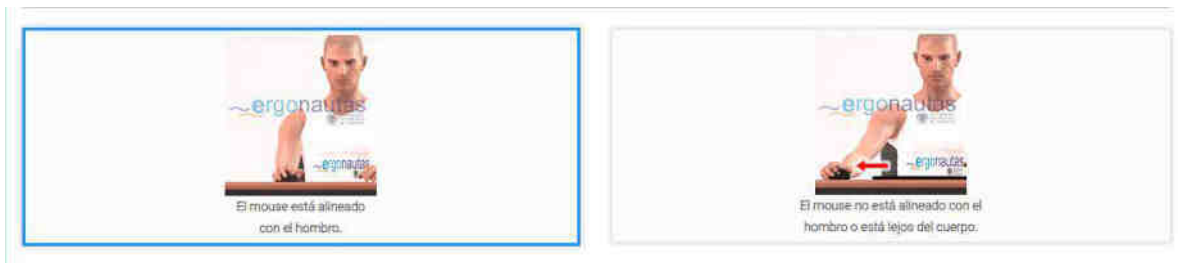 ergonautas
ergonautas
El mouse está alineado
con el hombro.
ergonautas
ergonautas
El mouse no está alineado con el
hombro o está lejos del cuerpo.